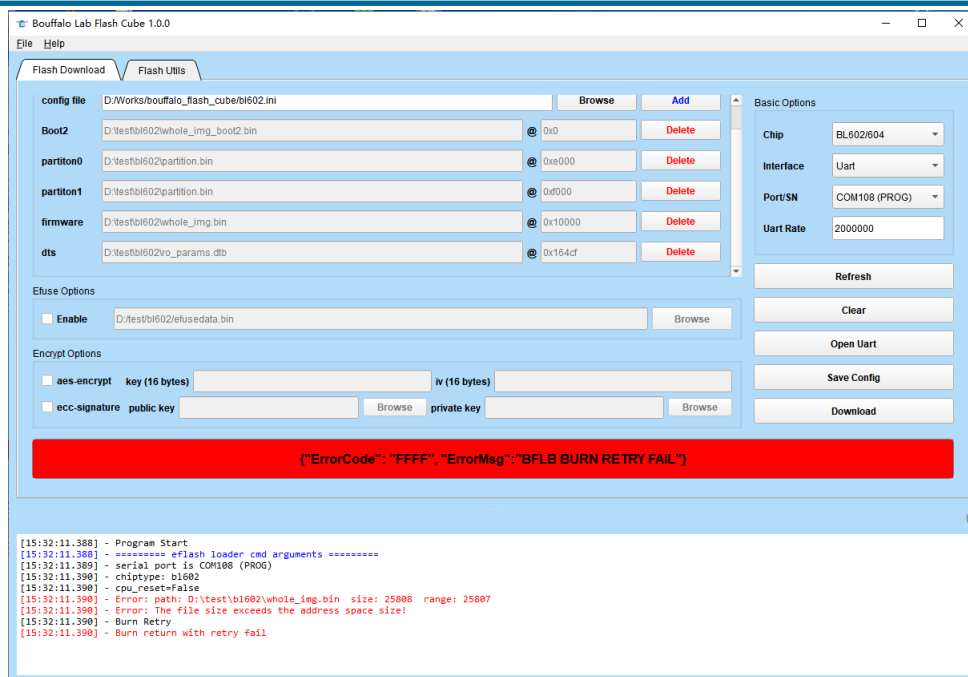 Bouffalo Lab Flash Cube 1.0.0
File Help
Flash Download Flash Utils
config file D:/Works/bouffalo_flash_cube/bl602.ini Browse Add
Boot2 D:\test\bl602\whole_img_boot2.bin @ 0x0 Delete
partiton0 D:\test\bl602\partition.bin @ 0xe000 Delete
partiton1 D:\test\bl602\partition.bin @ 0xf000 Delete
firmware D:\test\bl602\whole_img.bin @ 0x10000 Delete
dts D:\test\bl602\ro_params.dtb @ 0x164cf Delete
Basic Options
Chip BL602/604
Interface Uart
Port/SN COM108 (PROG)
Uart Rate 2000000
Refresh
Clear
Open Uart
Save Config
Download
Efuse Options
Enable D:/test/bl602/efusedata.bin Browse
Encrypt Options
aes-encrypt key (16 bytes) iv (16 bytes)
ecc-signature public key Browse private key Browse
{"ErrorCode": "FFFF", "ErrorMsg":"BFLB BURN RETRY FAIL"}
[15:32:11.388] - Program Start
[15:32:11.388] - ========= eflash loader cmd arguments =========
[15:32:11.389] - serial port is COM108 (PROG)
[15:32:11.390] - chiptype: bl602
[15:32:11.390] - cpu_reset=False
[15:32:11.390] - Error: path: D:\test\bl602\whole_img.bin size: 25808 range: 25807
[15:32:11.390] - Error: The file size exceeds the address space size!
[15:32:11.390] - Burn Retry
[15:32:11.390] - Burn return with retry fail